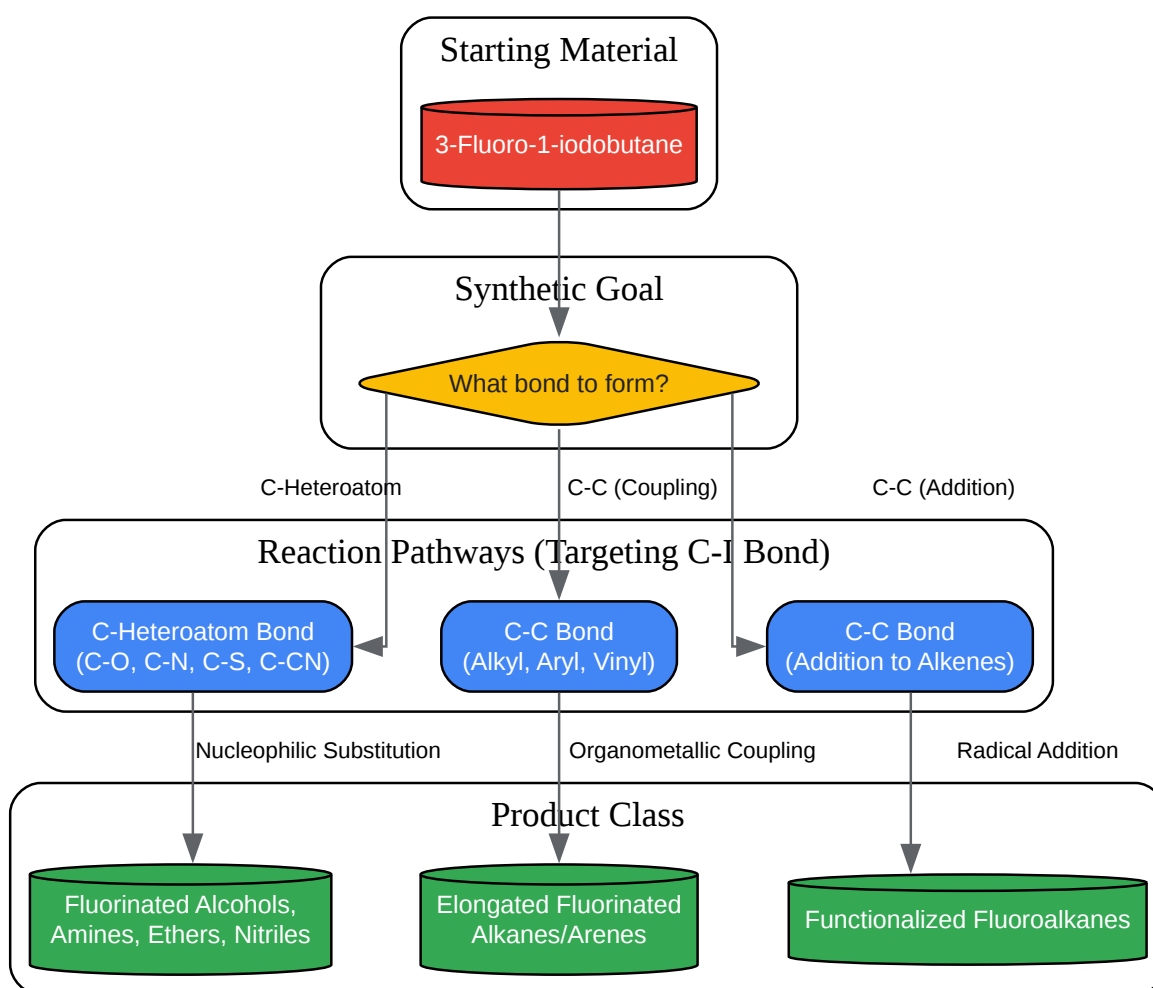 Starting Material
3-Fluoro-1-iodobutane
Synthetic Goal
What bond to form?
C-Heteroatom
C-C (Coupling)
C-C (Addition)
Reaction Pathways (Targeting C-I Bond)
C-Heteroatom Bond
(C-O, C-N, C-S, C-CN)
C-C Bond
(Alkyl, Aryl, Vinyl)
C-C Bond
(Addition to Alkenes)
Nucleophilic Substitution
Organometallic Coupling
Radical Addition
Product Class
Fluorinated Alcohols,
Amines, Ethers, Nitriles
Elongated Fluorinated
Alkanes/Arenes
Functionalized Fluoroalkanes